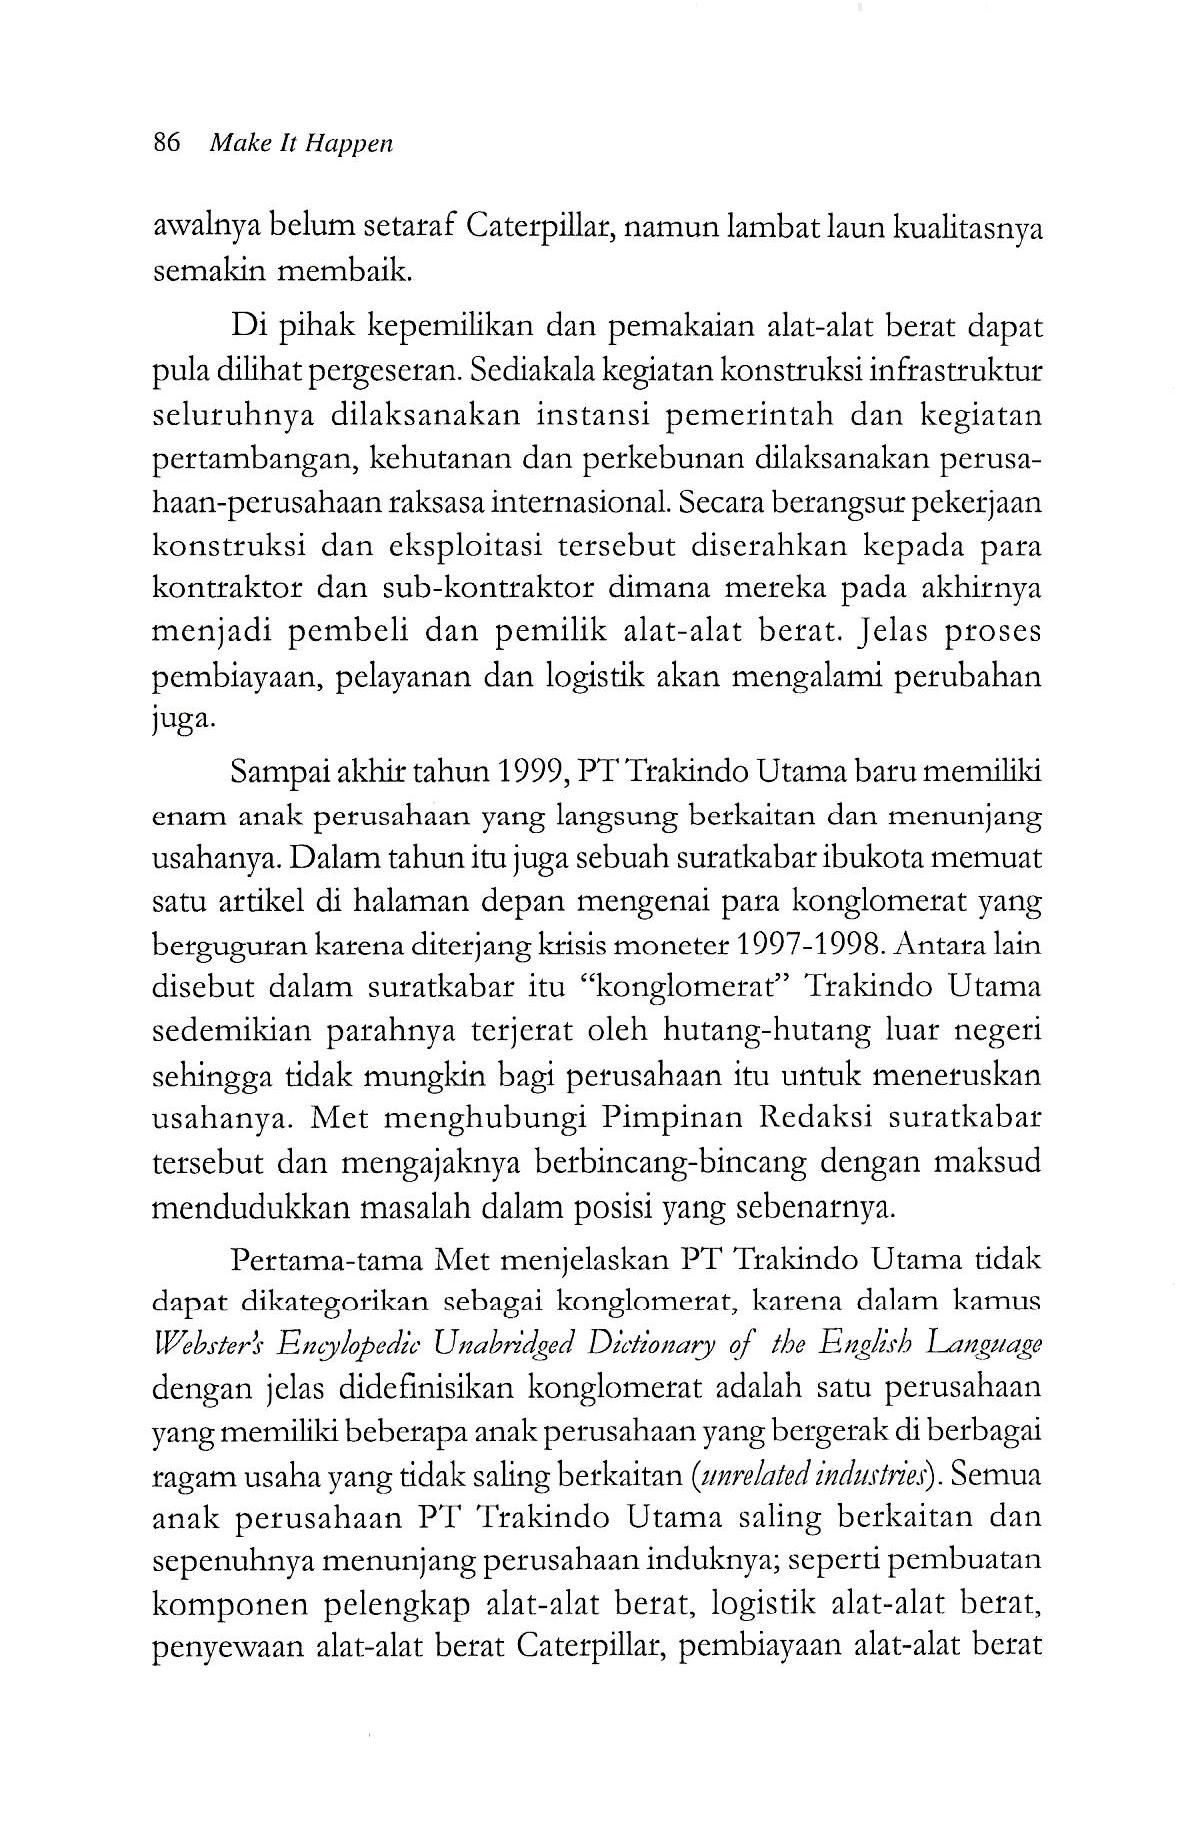 86 Make It Happen
awalnya belum setaraf Caterpillar, namun lambat laun kualitasnya
semakin membaik.
Di pihak kepemilikan dan pemakaian alat-alat berat dapat
pula dilihat pergeseran. Sediakala kegiatan konstruksi infrastruktur
seluruhnya dilaksanakan instansi pemerintah dan kegiatan
pertambangan, kehutanan dan perkebunan dilaksanakan perusa-
haan-perusahaan raksasa internasional. Secara berangsur pekerjaan
konstruksi dan eksploitasi tersebut diserahkan kepada para
kontraktor dan sub-kontraktor dimana mereka pada akhirnya
menjadi pembeli dan pemilik alat-alat berat. Jelas proses
pembiayaan, pelayanan dan logistik akan mengalami perubahan
juga.
Sampai akhir tahun 1999, PT Trakindo Utama baru memiliki
enam anak perusahaan yang langsung berkaitan dan menunjang
usahanya. Dalam tahun itu juga sebuah suratkabar ibukota memuat
satu artikel di halaman depan mengenai para konglomerat yang
berguguran karena diterjang krisis moneter 1997-1998. Antara lain
disebut dalam suratkabar itu “konglomerat” Trakindo Utama
sedemikian parahnya terjerat oleh hutang-hutang luar negeri
sehingga tidak mungkin bagi perusahaan itu untuk meneruskan
usahanya. Met menghubungi Pimpinan Redaksi suratkabar
tersebut dan mengajaknya berbincang-bincang dengan maksud
mendudukkan masalah dalam posisi yang sebenarnya.
Pertama-tama Met menjelaskan PT Trakindo Utama tidak
dapat dikategorikan sebagai konglomerat, karena dalam kamus
Webster's Encylopedic Unabridged Dictionary of the English Language
dengan jelas didefinisikan konglomerat adalah satu perusahaan
yang memiliki beberapa anak perusahaan yang bergerak di berbagai
ragam usaha yang tidak saling berkaitan (unrelated industries). Semua
anak perusahaan PT Trakindo Utama saling berkaitan dan
sepenuhnya menunjang perusahaan induknya; seperti pembuatan
komponen pelengkap alat-alat berat, logistik alat-alat berat,
penyewaan alat-alat berat Caterpillar, pembiayaan alat-alat berat